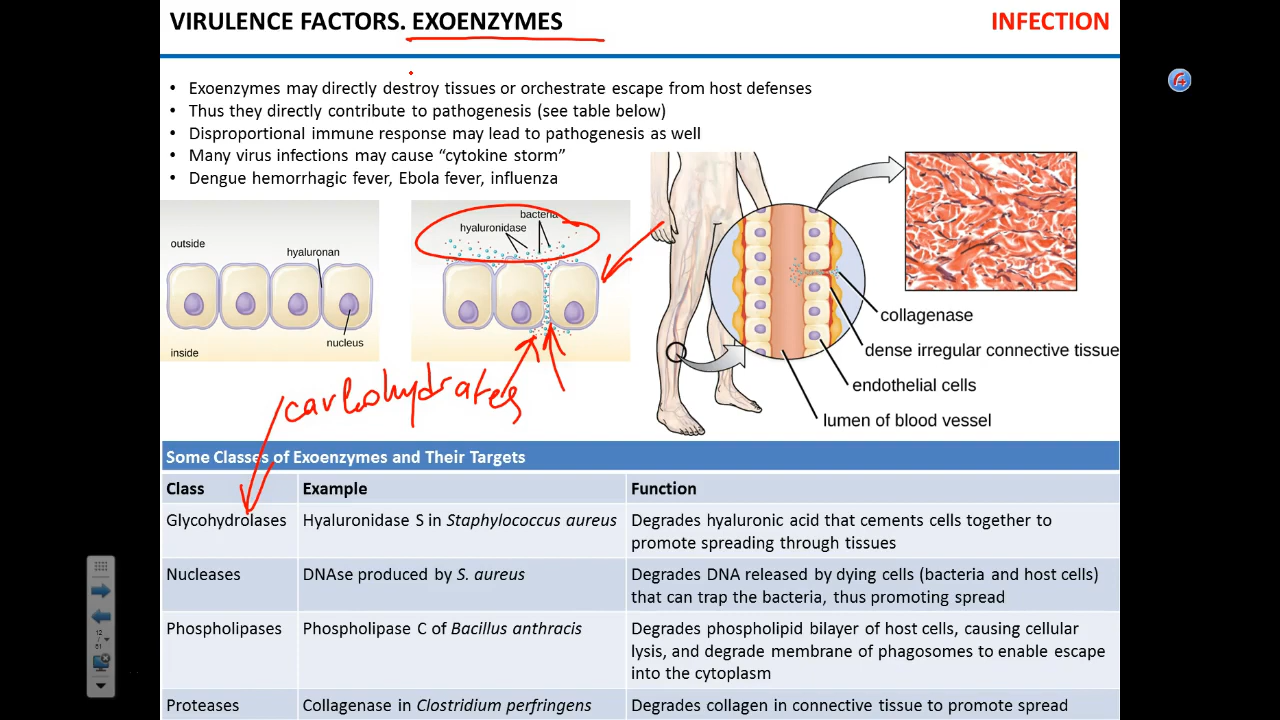 VIRULENCE FACTORS. EXOENZYMES
INFECTION
• Exoenzymes may directly destroy tissues or orchestrate escape from host defenses
• Thus they directly contribute to pathogenesis (see table below)
• Disproportional immune response may lead to pathogenesis as well
• Many virus infections may cause “cytokine storm”
• Dengue hemorrhagic fever, Ebola fever, influenza
outside
hyaluronan
nucleus
inside
bacteria
hyaluronidase
collagenase
dense irregular connective tissue
endothelial cells
lumen of blood vessel
carbohydrates
Some Classes of Exoenzymes and Their Targets
Class Example Function
Glycohydrolases Hyaluronidase S in Staphylococcus aureus Degrades hyaluronic acid that cements cells together to
promote spreading through tissues
Nucleases DNAse produced by S. aureus Degrades DNA released by dying cells (bacteria and host cells)
that can trap the bacteria, thus promoting spread
Phospholipases Phospholipase C of Bacillus anthracis Degrades phospholipid bilayer of host cells, causing cellular
lysis, and degrade membrane of phagosomes to enable escape
into the cytoplasm
Proteases Collagenase in Clostridium perfringens Degrades collagen in connective tissue to promote spread
12
/
81